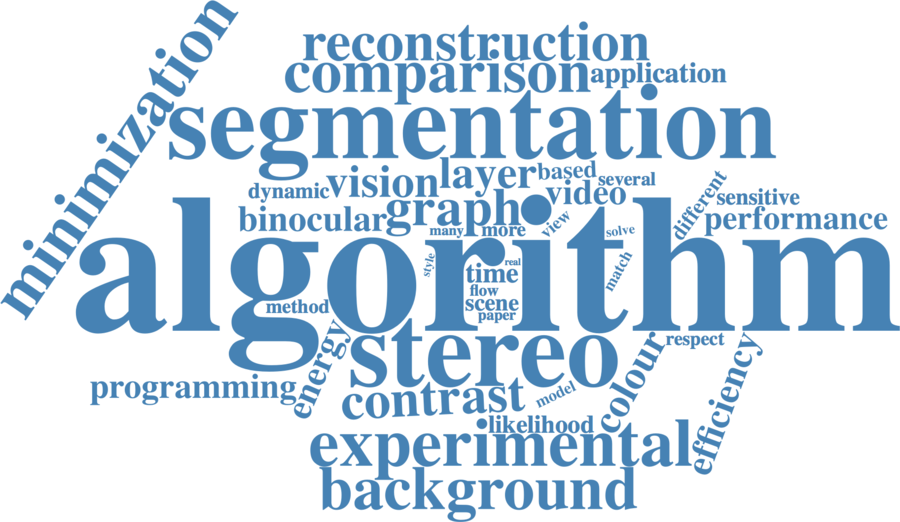 minimization
reconstruction
comparison
application
segmentation
dynamic
vision
layer
based
several
video
different
sensitive
binocular
graph
many
more
view
solve
performance
algorithm
style
real
time
match
flow
scene
method
paper
stereo
respect
energy
programming
contrast
model
colour
efficiency
likelihood
experimental
background